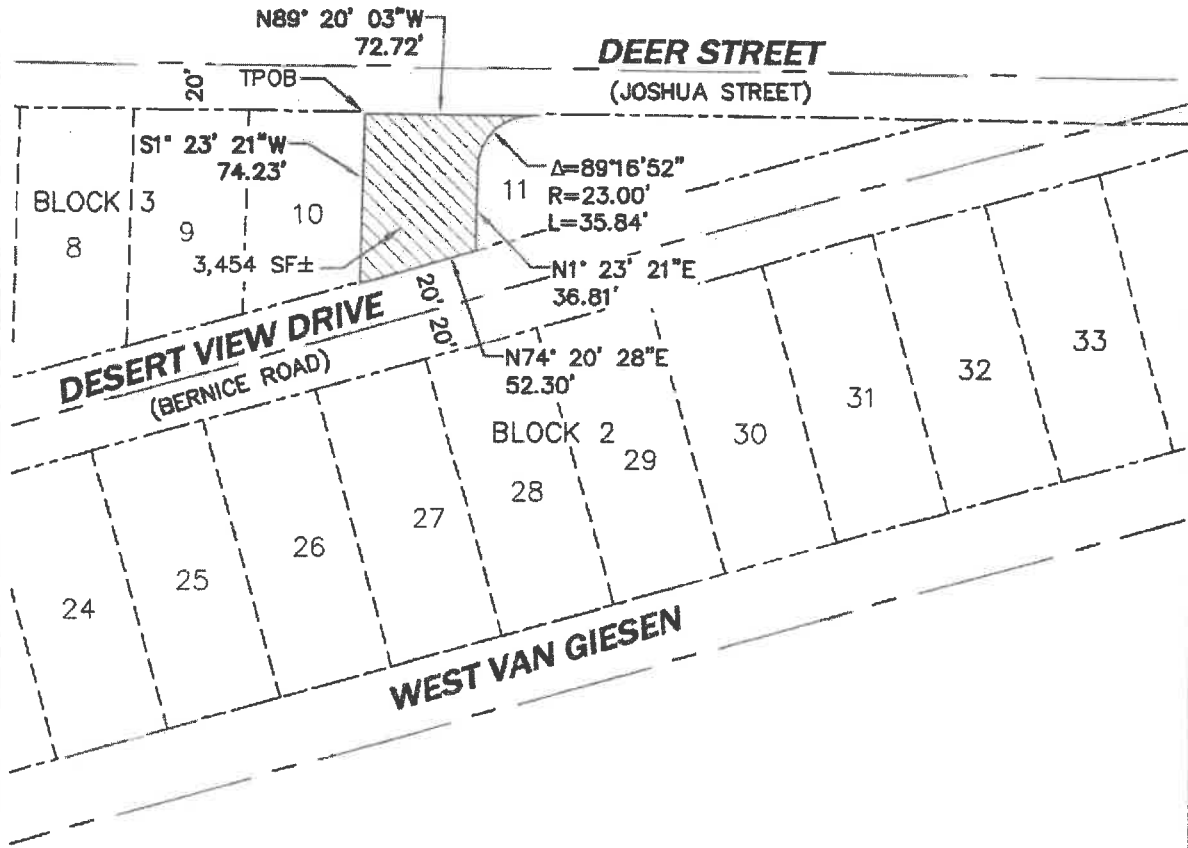 N89° 20' 03"W
72.72'
DEER STREET
(JOSHUA STREET)
20'
TPOB
S1° 23' 21"W
74.23'
Δ=89°16'52"
R=23.00'
L=35.84'
BLOCK 3
8
9
10
11
3,454 SF±
N1° 23' 21"E
36.81'
20'
20'
DESERT VIEW DRIVE
(BERNICE ROAD)
N74° 20' 28"E
52.30'
BLOCK 2
24
25
26
27
28
29
30
31
32
33
WEST VAN GIESEN